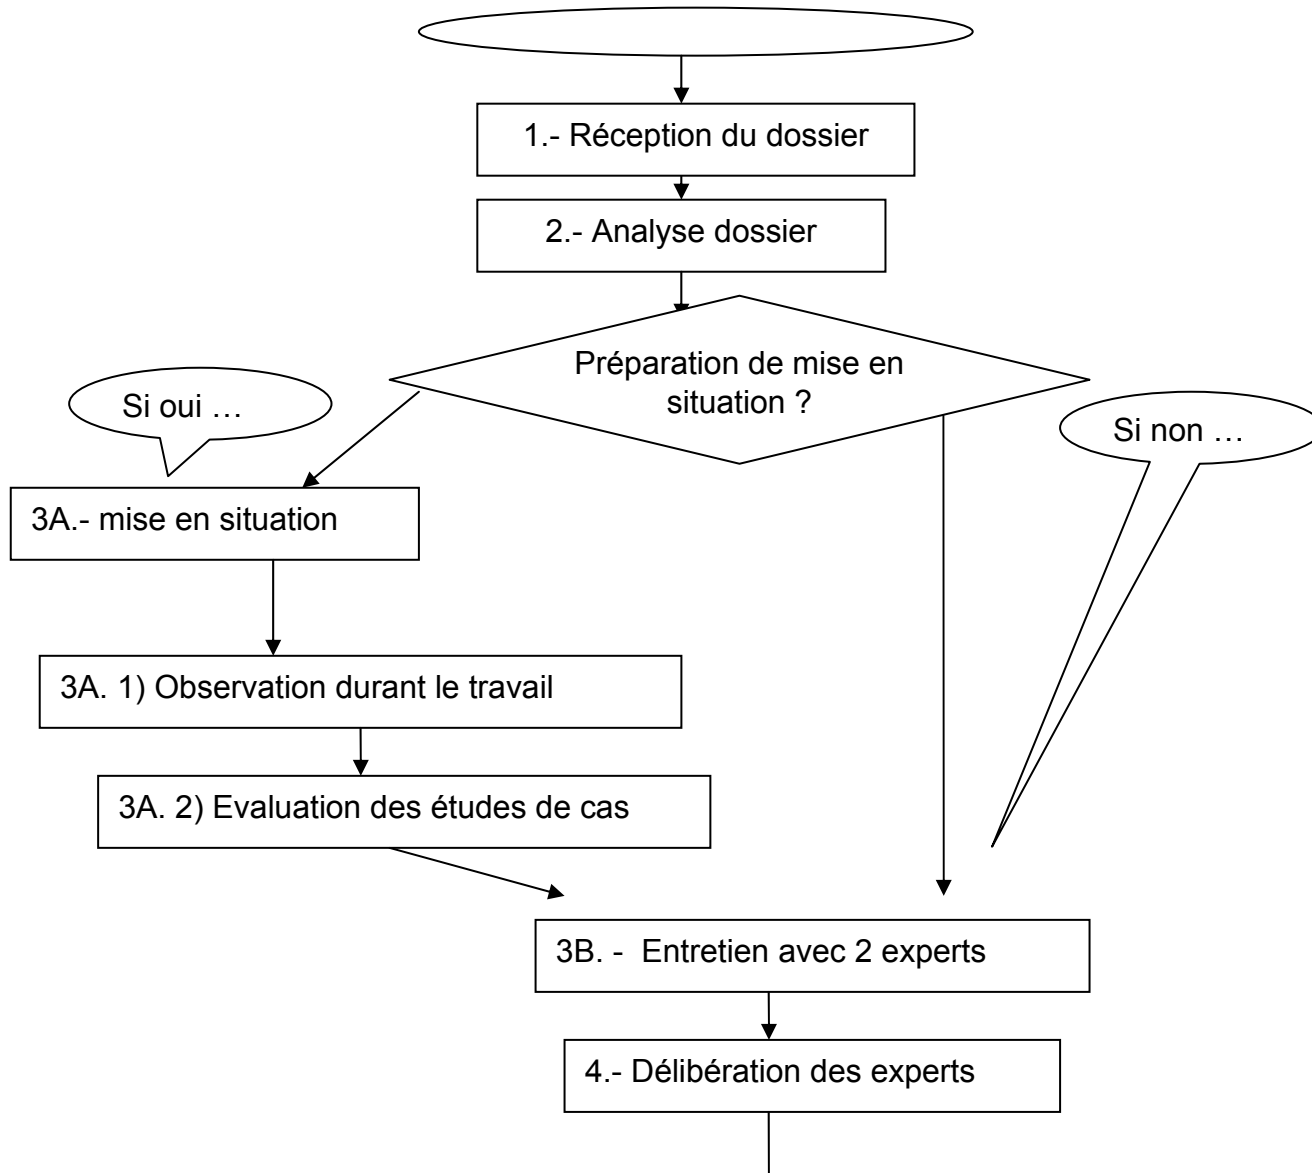 1.- Réception du dossier
2.- Analyse dossier
Préparation de mise en
situation ?
Si oui …
Si non …
3A.- mise en situation
3A. 1) Observation durant le travail
3A. 2) Evaluation des études de cas
3B. -  Entretien avec 2 experts
4.- Délibération des experts